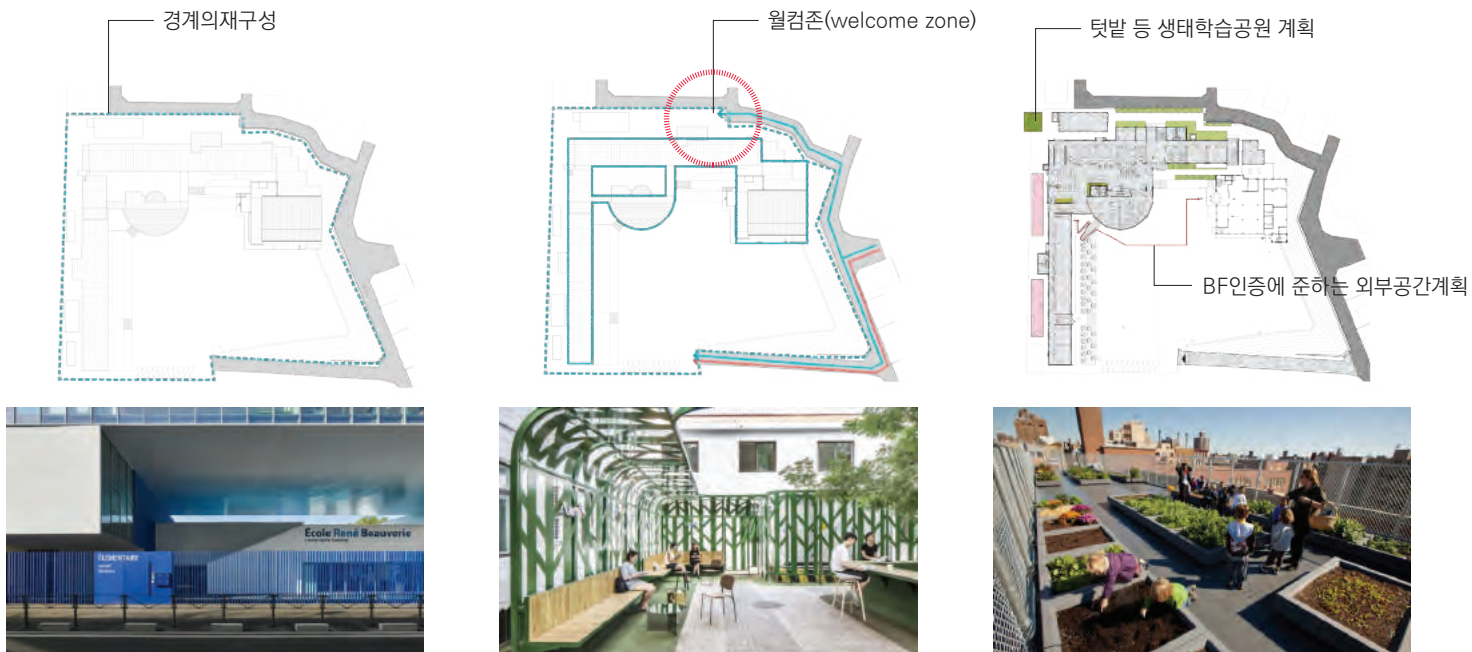 경계의재구성
월컴존(welcome zone)
텃밭 등 생태학습공원 계획
BF인증에 준하는 외부공간계획
École René Beauverie
ÉLÉMENTAIRE